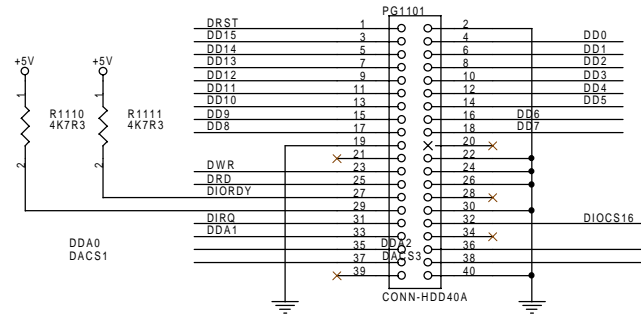 PG1101
DRST 1 2
DD15 3 4 DD0
DD14 5 6 DD1
DD13 7 8 DD2
DD12 9 10 DD3
DD11 11 12 DD4
DD10 13 14 DD5
DD9 15 16 DD6
DD8 17 18 DD7
19 20
21 22
DWR 23 24
DRD 25 26
DIORDY 27 28
29 30
DIRQ 31 32 DIOCS16
DDA1 33 34
DDA0 35 DDA2 36
DACS1 37 DACS3 38
39 40
CONN-HDD40A
+5V +5V
1 1
R1110 R1111
4K7R3 4K7R3
2 2